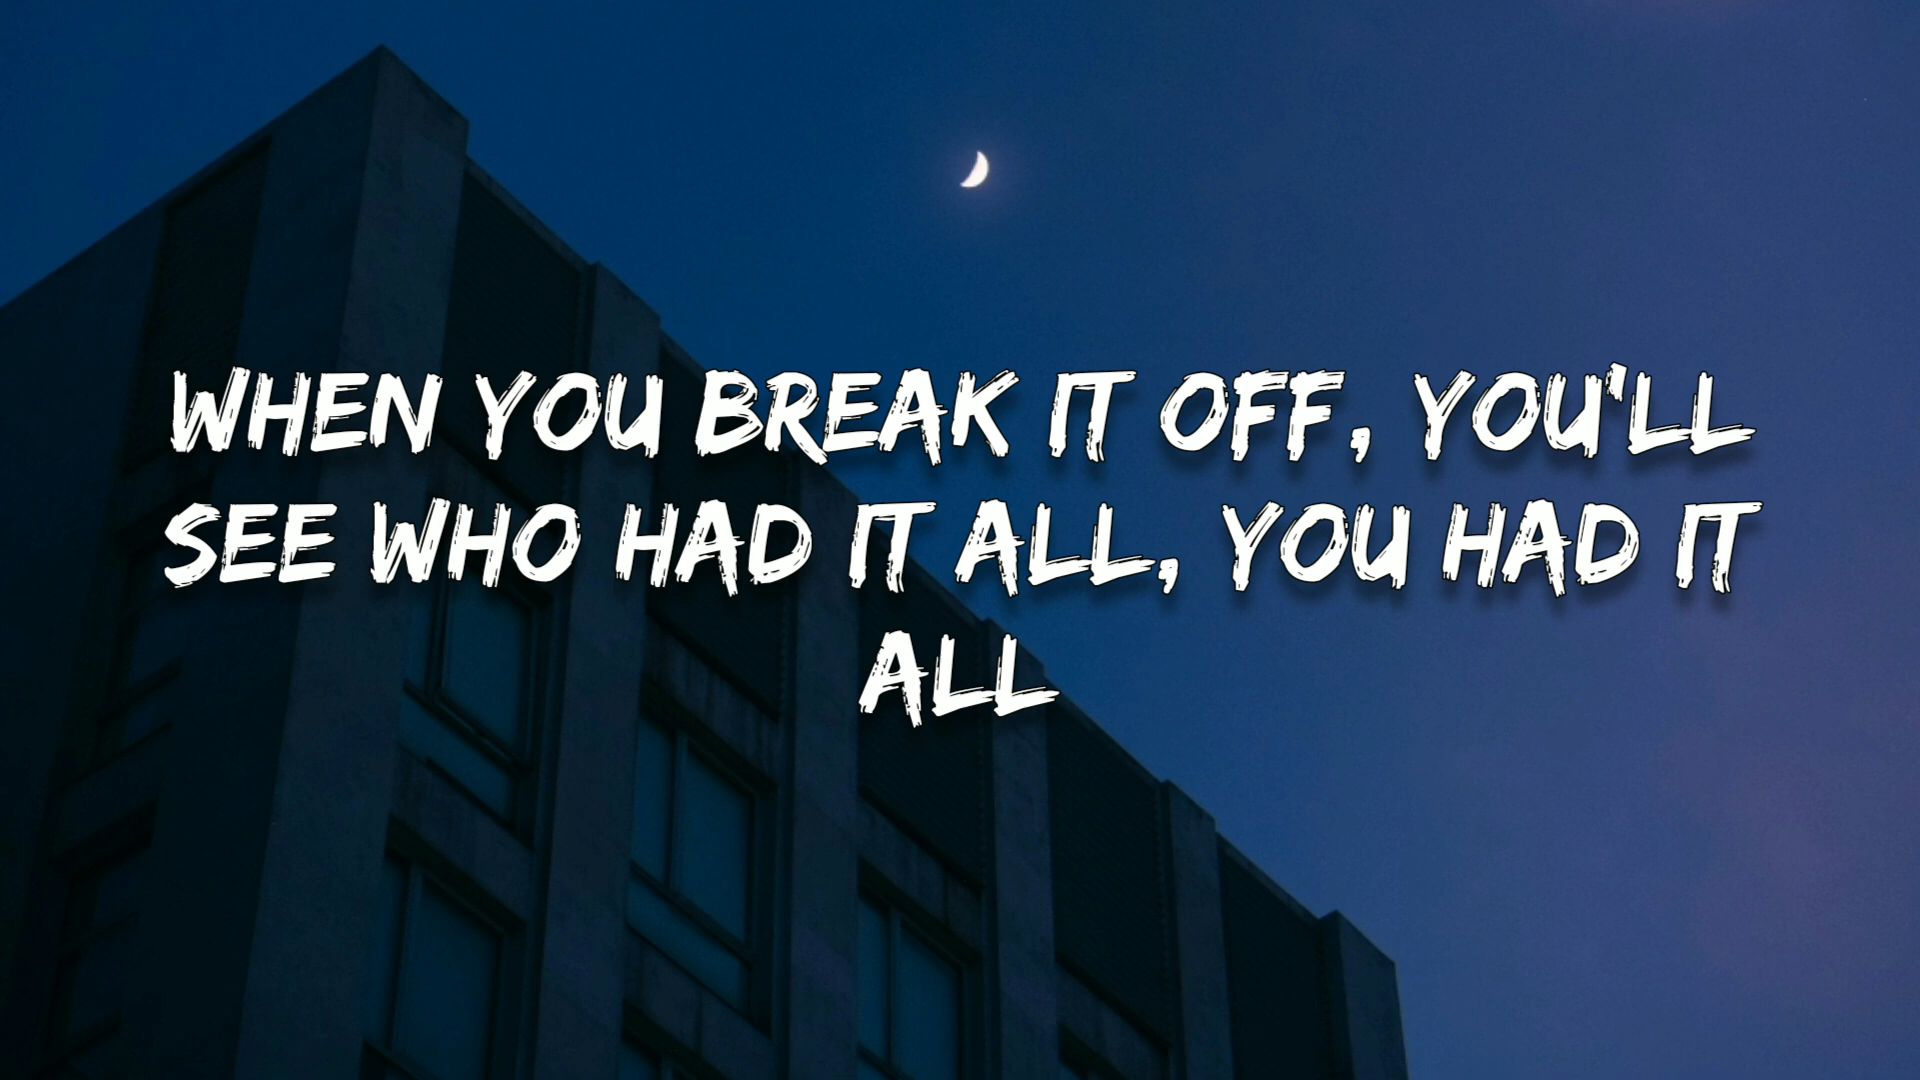 WHEN YOU BREAK IT OFF, YOU'LL
SEE WHO HAD IT ALL, YOU HAD IT
ALL